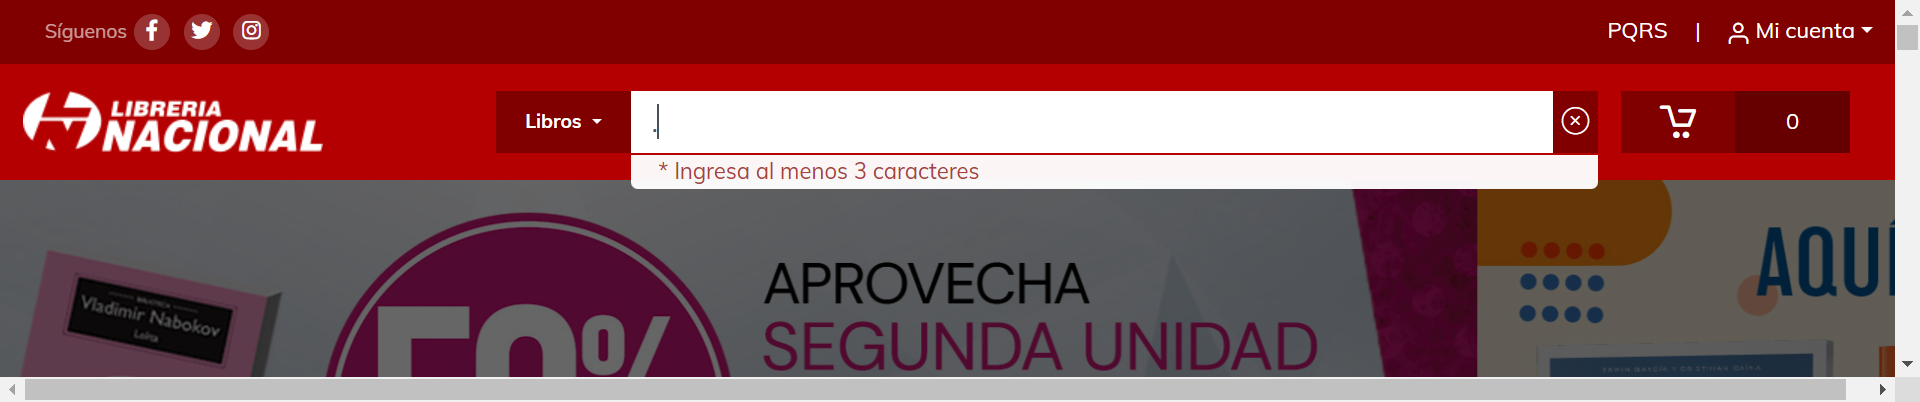 Síguenos
PQRS | Mi cuenta
LIBRERIA
NACIONAL
Libros
.
0
* Ingresa al menos 3 caracteres
BIBLIOTECA
Vladimir Nabokov
Lolita
50%
APROVECHA
SEGUNDA UNIDAD
AQUÍ